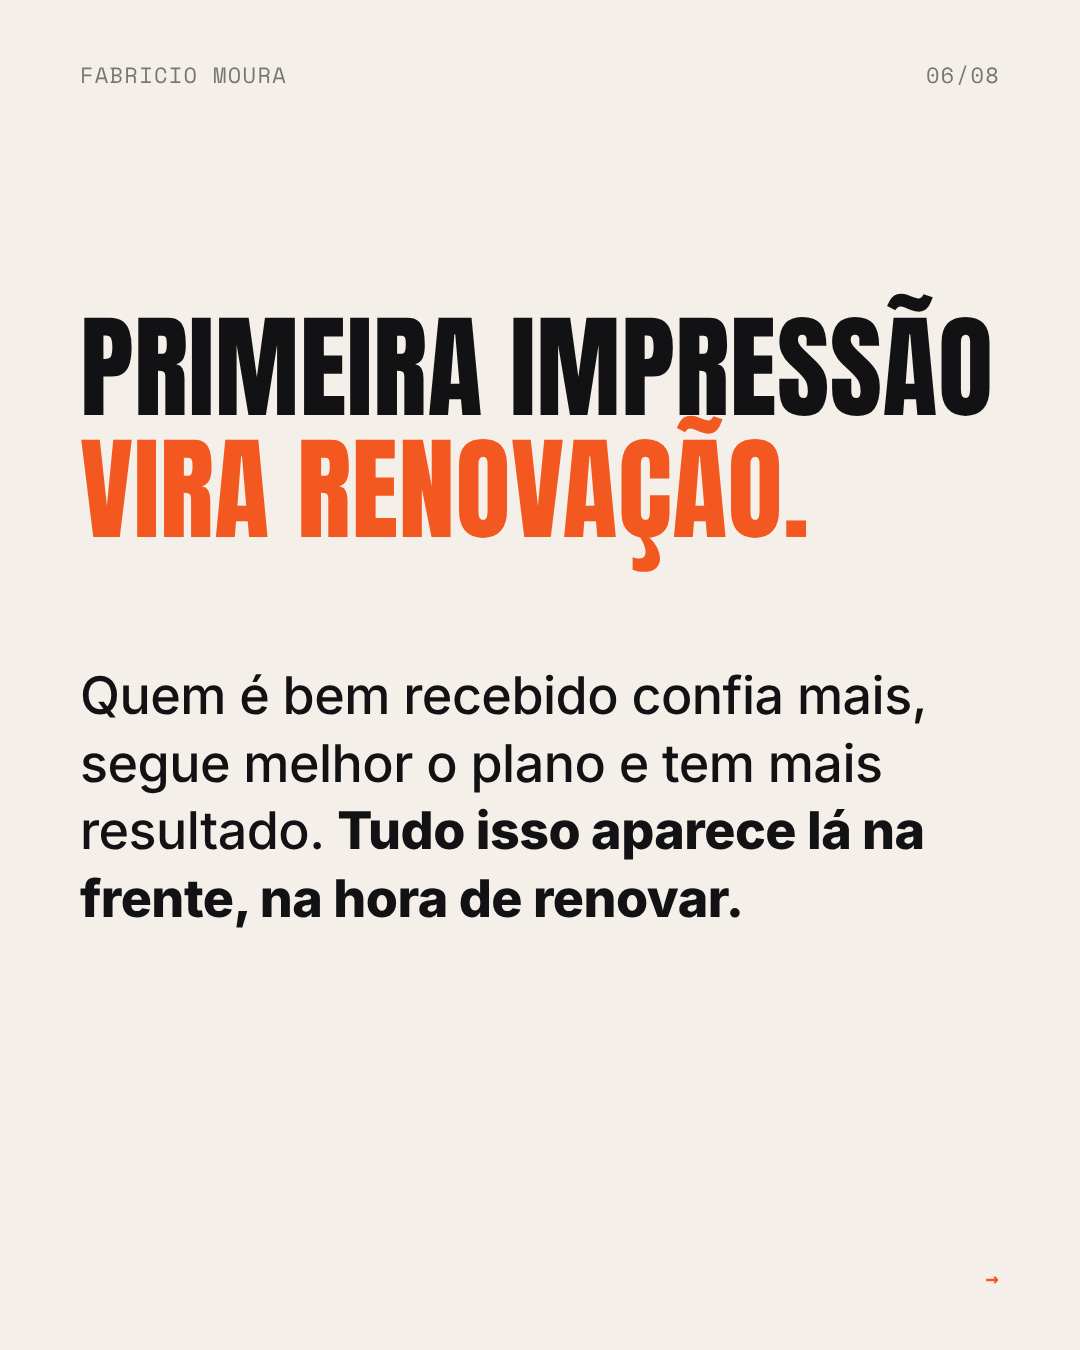 FABRICIO MOURA
06/08
PRIMEIRA IMPRESSÃO
VIRA RENOVAÇÃO.
Quem é bem recebido confia mais,
segue melhor o plano e tem mais
resultado. Tudo isso aparece lá na
frente, na hora de renovar.
→